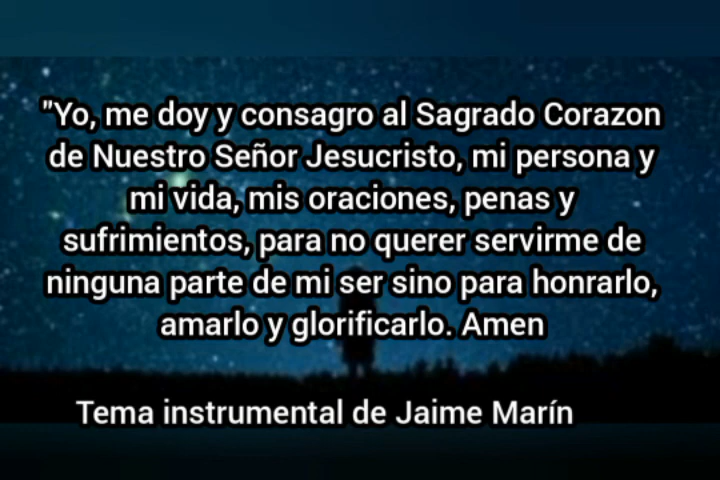 "Yo, me doy y consagro al Sagrado Corazon
de Nuestro Señor Jesucristo, mi persona y
mi vida, mis oraciones, penas y
sufrimientos, para no querer servirme de
ninguna parte de mi ser sino para honrarlo,
amarlo y glorificarlo. Amen
Tema instrumental de Jaime Marín